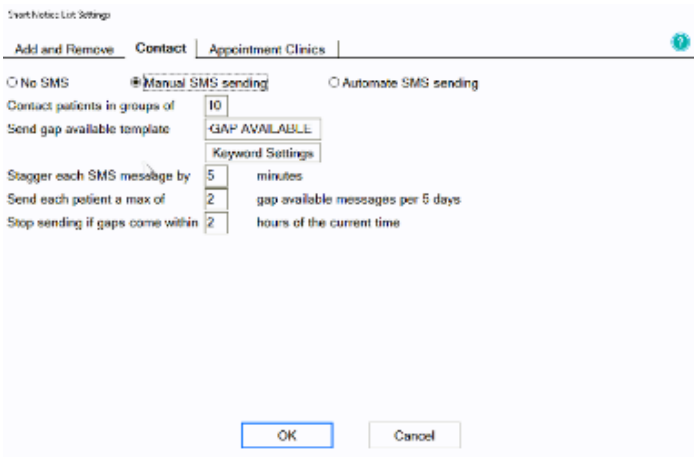 Short Notice List Settings
Add and Remove Contact Appointment Clinics
?
No SMS Manual SMS sending Automate SMS sending
Contact patients in groups of 10
Send gap available template -GAP AVAILABLE
Keyword Settings
Stagger each SMS message by 5 minutes
Send each patient a max of 2 gap available messages per 5 days
Stop sending if gaps come within 2 hours of the current time
OK Cancel